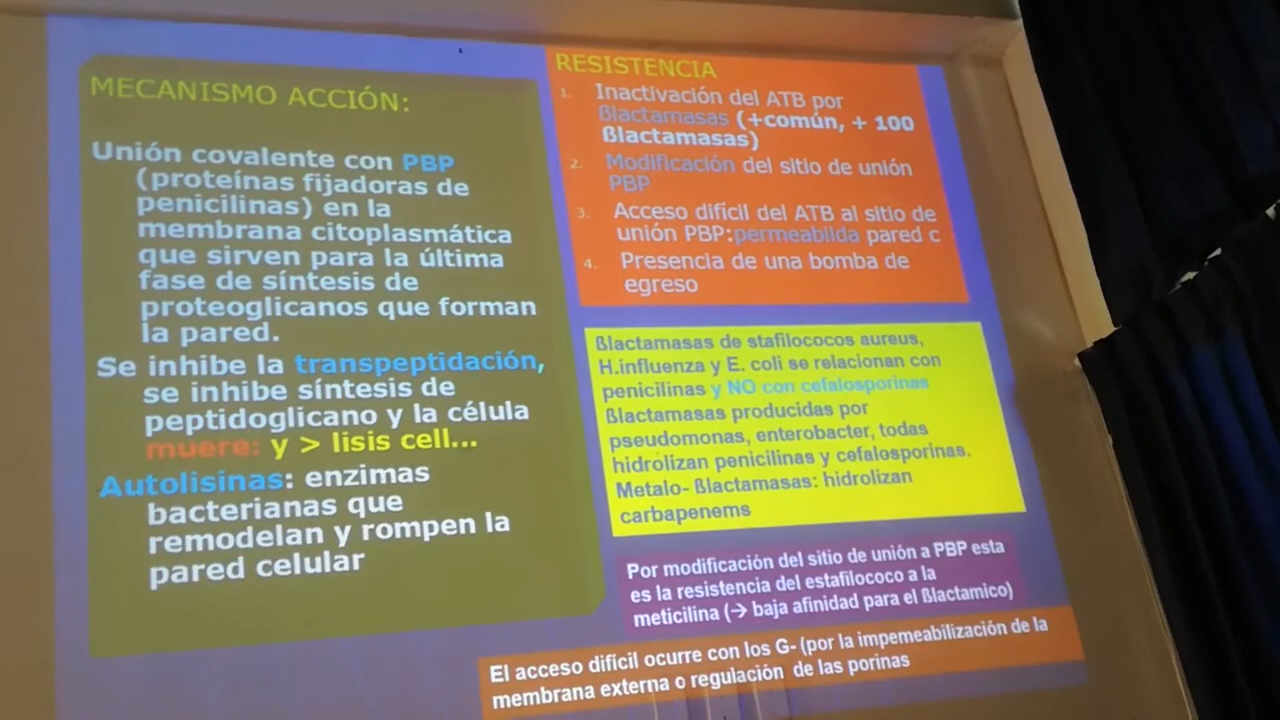 MECANISMO ACCIÓN:
Unión covalente con PBP
(proteínas fijadoras de
penicilinas) en la
membrana citoplasmática
que sirven para la última
fase de síntesis de
proteoglicanos que forman
la pared.
Se inhibe la transpeptidación,
se inhibe síntesis de
peptidoglicano y la célula
muere: y > lisis cell...
Autolisinas: enzimas
bacterianas que
remodelan y rompen la
pared celular
RESISTENCIA
1. Inactivación del ATB por
ßlactamasas (+común, + 100
ßlactamasas)
2. Modificación del sitio de unión
PBP
3. Acceso difícil del ATB al sitio de
unión PBP:permeabilda pared c
4. Presencia de una bomba de
egreso
ßlactamasas de stafilococos aureus,
H.influenza y E. coli se relacionan con
penicilinas y NO con cefalosporinas
ßlactamasas producidas por
pseudomonas, enterobacter, todas
hidrolizan penicilinas y cefalosporinas.
Metalo- ßlactamasas: hidrolizan
carbapenems
Por modificación del sitio de unión a PBP esta
es la resistencia del estafilococo a la
meticilina (→ baja afinidad para el ßlactamico)
El acceso difícil ocurre con los G- (por la impemeabilización de la
membrana externa o regulación de las porinas